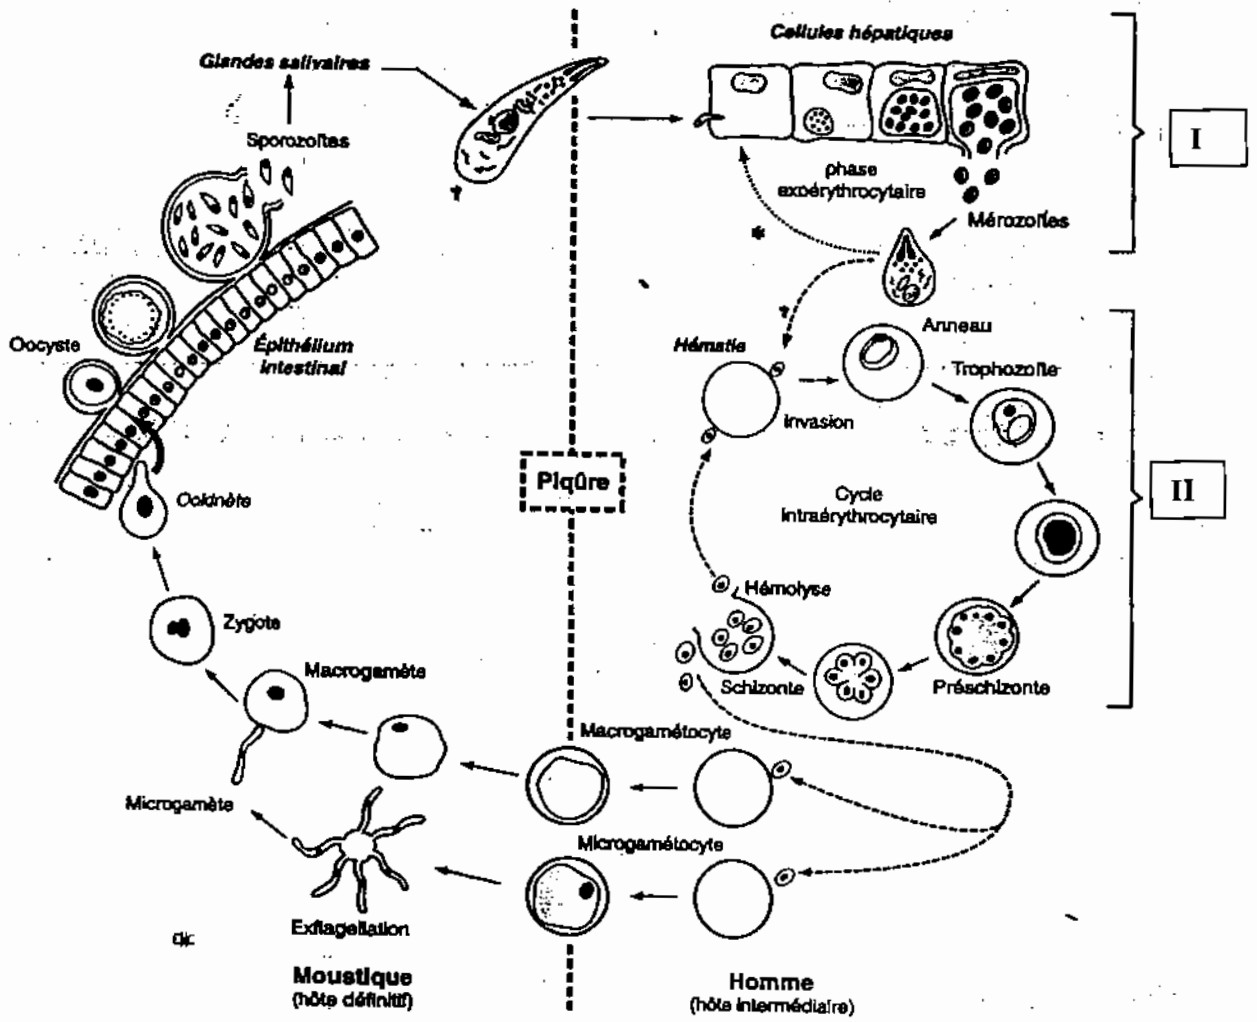 Cellules hépatiques
Glandes salivaires
Sporozoïtes
I
phase
exoérythrocytaire
Mérozoïtes
*
Anneau
Hématie
Trophozoïte
Oocyste
Épithélium
intestinal
Invasion
Piqûre
Cycle
intraérythrocytaire
II
Ookinète
Hémolyse
Zygote
Macrogamète
Schizonte
Préschizonte
Macrogamétocyte
Microgamète
Microgamétocyte
Exflagellation
Moustique
(hôte définitif)
Homme
(hôte intermédiaire)